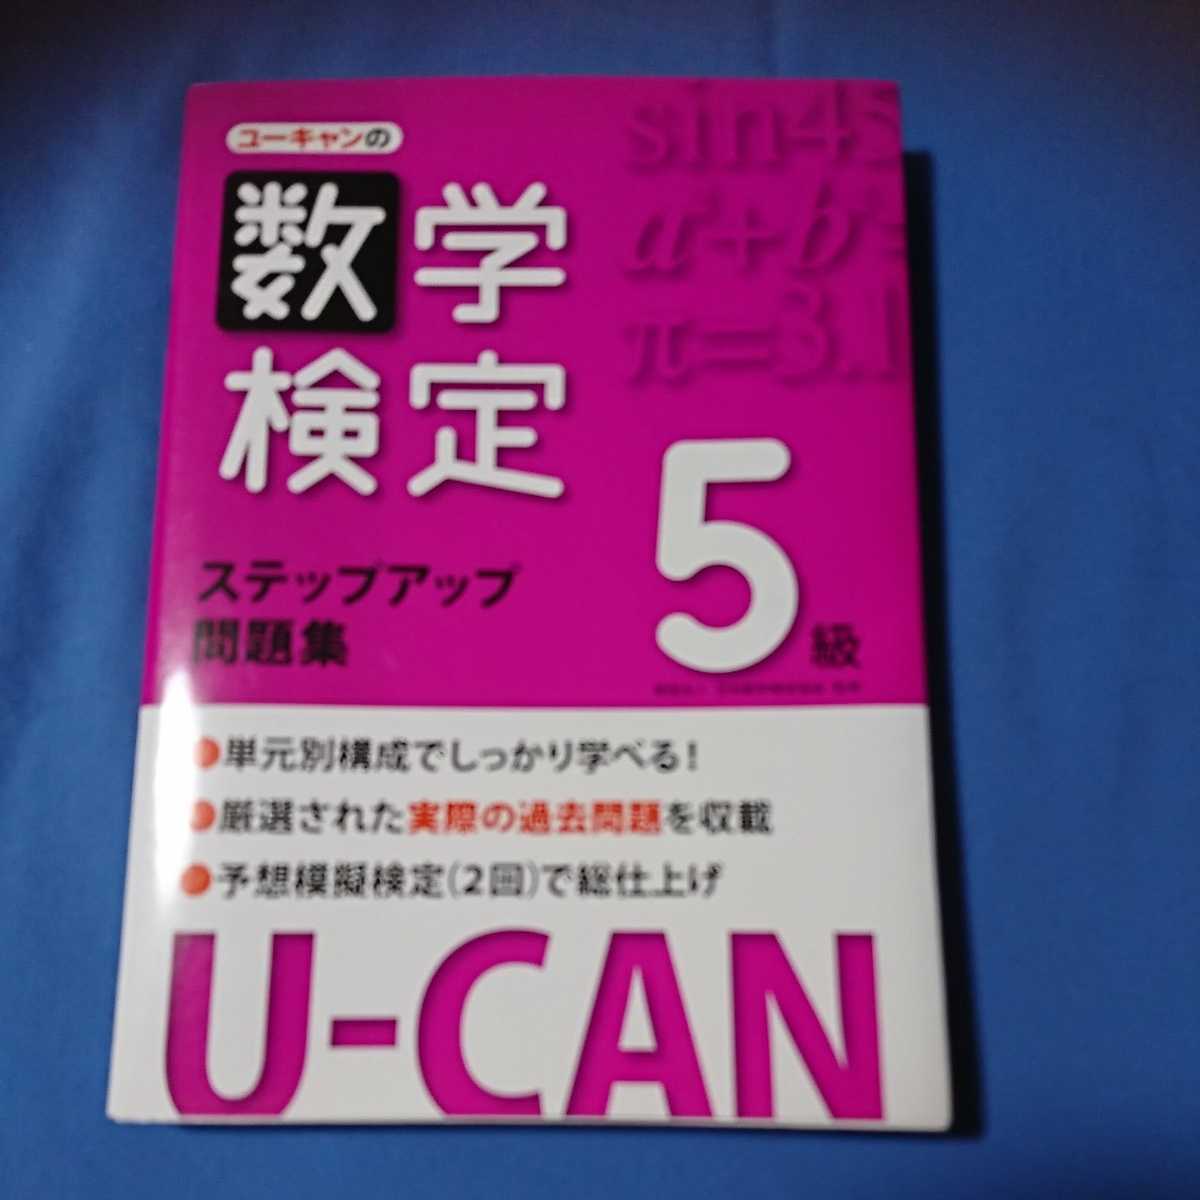 ユーキャンの
数学
検定
sin4s
a+b
π=3.1
ステップアップ
問題集
5級
●単元別構成でしっかり学べる!
●厳選された実際の過去問題を収載
●予想模擬検定(2回)で総仕上げ
U-CAN